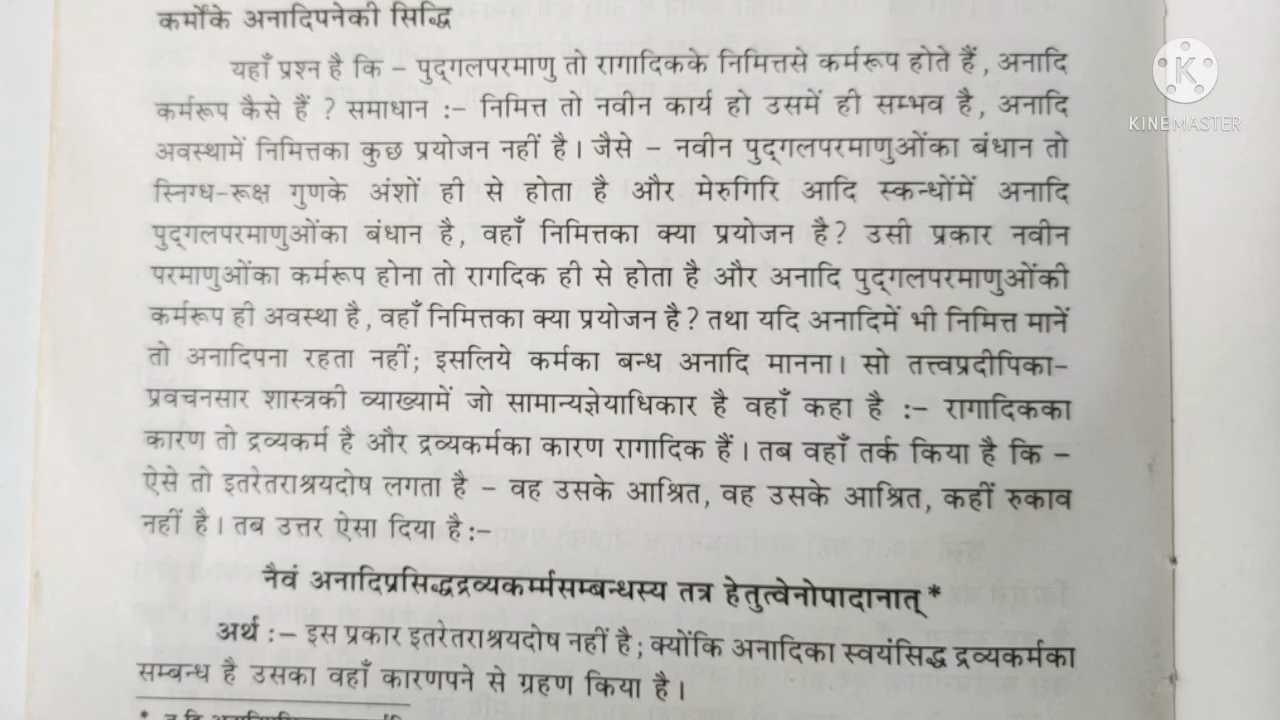 कर्मोंके अनादिपनेकी सिद्धि
यहाँ प्रश्न है कि – पुद्‌गलपरमाणु तो रागादिकके निमित्तसे कर्मरूप होते हैं, अनादि
कर्मरूप कैसे हैं ? समाधान :– निमित्त तो नवीन कार्य हो उसमें ही सम्भव है, अनादि
अवस्थामें निमित्तका कुछ प्रयोजन नहीं है। जैसे – नवीन पुद्‌गलपरमाणुओंका बंधान तो
स्निग्ध-रूक्ष गुणके अंशों ही से होता है और मेरुगिरि आदि स्कन्धोंमें अनादि
पुद्‌गलपरमाणुओंका बंधान है, वहाँ निमित्तका क्या प्रयोजन है? उसी प्रकार नवीन
परमाणुओंका कर्मरूप होना तो रागदिक ही से होता है और अनादि पुद्‌गलपरमाणुओंकी
कर्मरूप ही अवस्था है, वहाँ निमित्तका क्या प्रयोजन है? तथा यदि अनादिमें भी निमित्त मानें
तो अनादिपना रहता नहीं; इसलिये कर्मका बन्ध अनादि मानना। सो तत्त्वप्रदीपिका–
प्रवचनसार शास्त्रकी व्याख्यामें जो सामान्यज्ञेयाधिकार है वहाँ कहा है :– रागादिकका
कारण तो द्रव्यकर्म है और द्रव्यकर्मका कारण रागादिक हैं। तब वहाँ तर्क किया है कि –
ऐसे तो इतरेतराश्रयदोष लगता है – वह उसके आश्रित, वह उसके आश्रित, कहीं रुकाव
नहीं है। तब उत्तर ऐसा दिया है:–
नैवं अनादिप्रसिद्धद्रव्यकर्म्मसम्बन्धस्य तत्र हेतुत्वेनोपादानात् *
अर्थ :– इस प्रकार इतरेतराश्रयदोष नहीं है; क्योंकि अनादिका स्वयंसिद्ध द्रव्यकर्मका
सम्बन्ध है उसका वहाँ कारणपने से ग्रहण किया है।
KINEMASTER